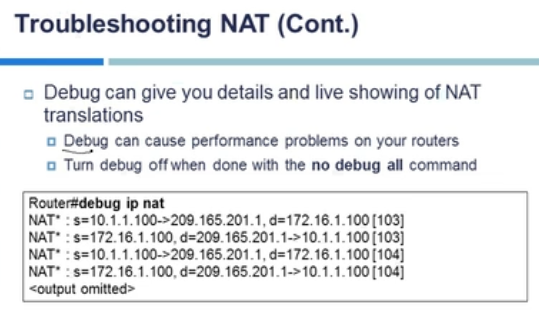 Troubleshooting NAT (Cont.)
Debug can give you details and live showing of NAT
translations
Debug can cause performance problems on your routers
Turn debug off when done with the no debug all command
Router#debug ip nat
NAT* : s=10.1.1.100->209.165.201.1, d=172.16.1.100 [103]
NAT* : s=172.16.1.100, d=209.165.201.1->10.1.1.100 [103]
NAT* : s=10.1.1.100->209.165.201.1, d=172.16.1.100 [104]
NAT* : s=172.16.1.100, d=209.165.201.1->10.1.1.100 [104]
<output omitted>